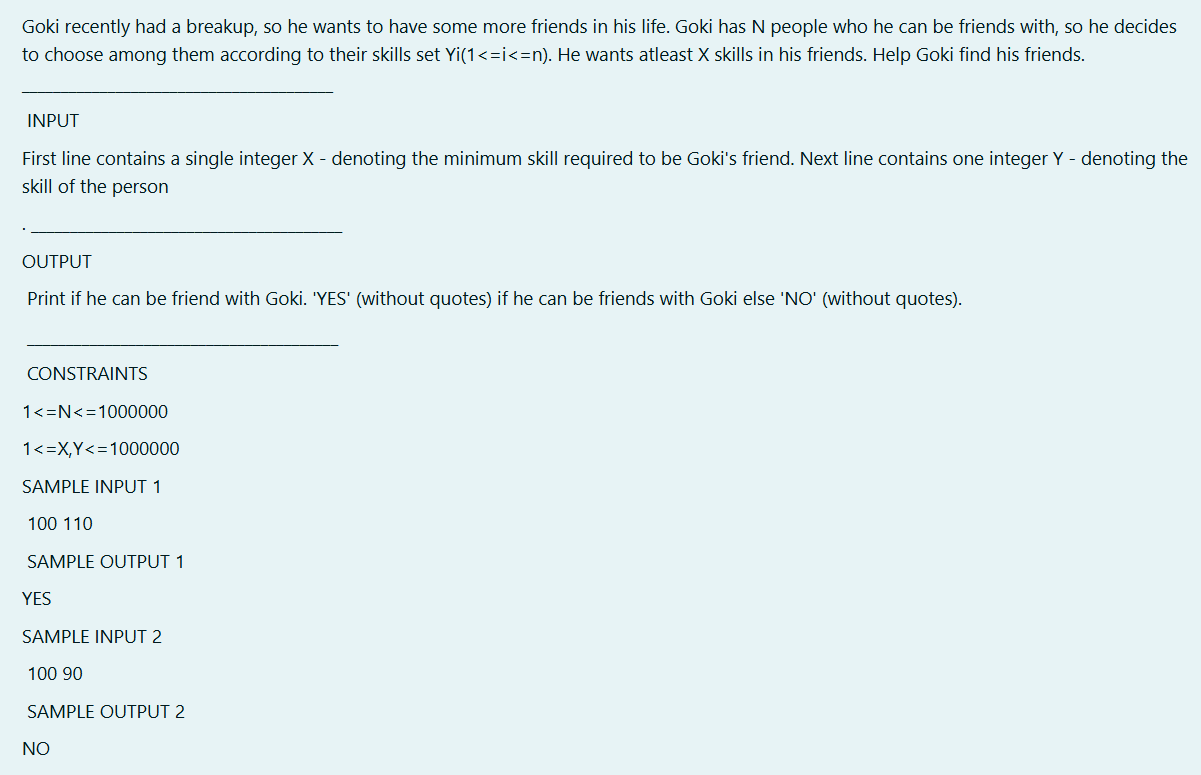 Goki recently had a breakup, so he wants to have some more friends in his life. Goki has N people who he can be friends with, so he decides
to choose among them according to their skills set Yi(1<=i<=n). He wants atleast X skills in his friends. Help Goki find his friends.
________________________________________
INPUT
First line contains a single integer X - denoting the minimum skill required to be Goki's friend. Next line contains one integer Y - denoting the
skill of the person
. ________________________________________
OUTPUT
Print if he can be friend with Goki. 'YES' (without quotes) if he can be friends with Goki else 'NO' (without quotes).
________________________________________
CONSTRAINTS
1<=N<=1000000
1<=X,Y<=1000000
SAMPLE INPUT 1
100 110
SAMPLE OUTPUT 1
YES
SAMPLE INPUT 2
100 90
SAMPLE OUTPUT 2
NO